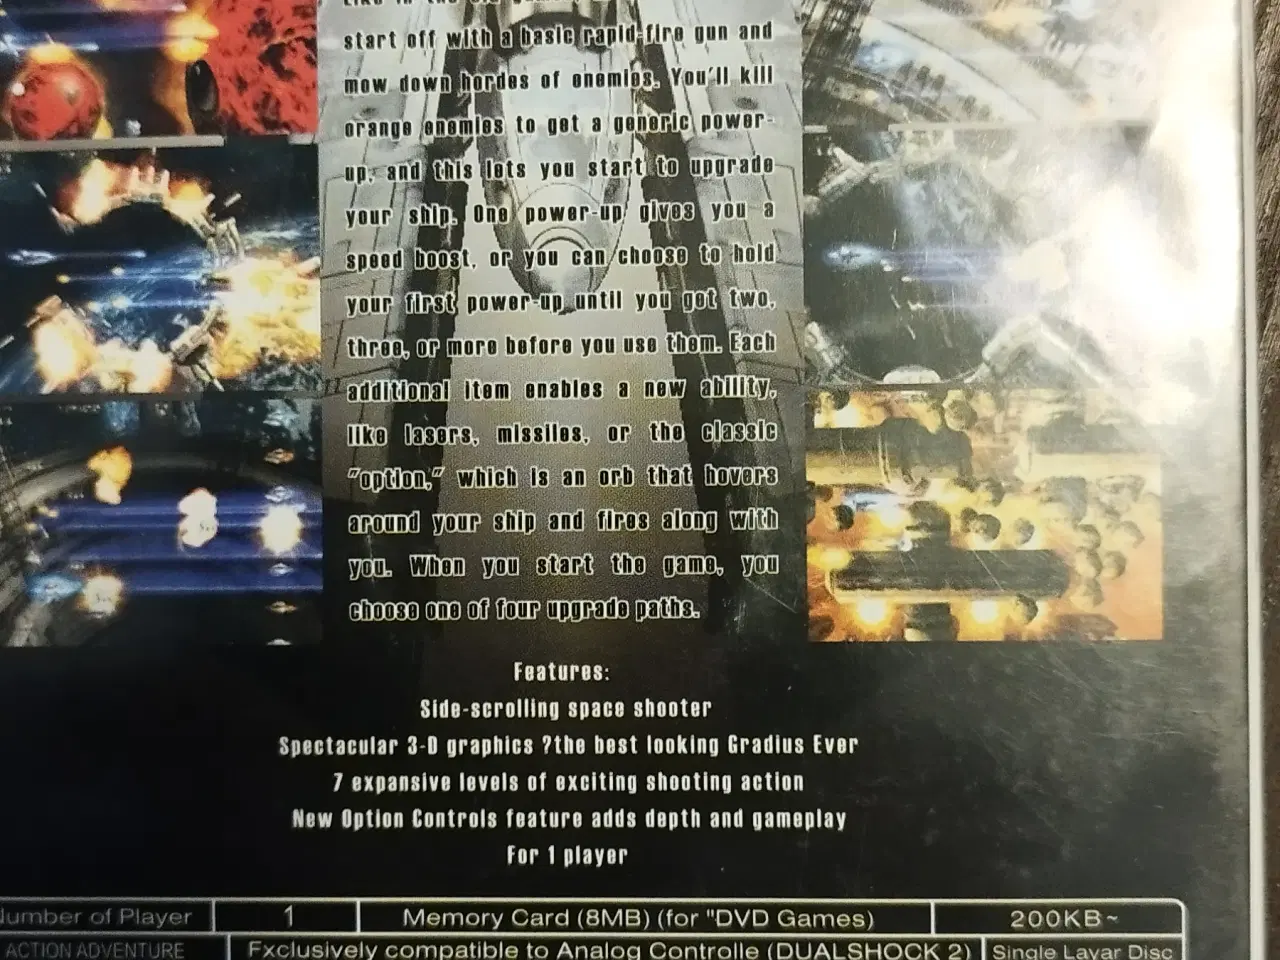 start off with a basic rapid-fire gun and
mow down hordes of enemies. You'll kill
orange enemies to get a generic power-
up, and this lets you start to upgrade
your ship. One power-up gives you a
speed boost, or you can choose to hold
your first power-up until you get two,
three, or more before you use them. Each
additional item enables a new ability,
like lasers, missiles, or the classic
"option," which is an orb that hovers
around your ship and fires along with
you. When you start the game, you
choose one of four upgrade paths.
Features:
Side-scrolling space shooter
Spectacular 3-D graphics ?the best looking Gradius Ever
7 expansive levels of exciting shooting action
New Option Controls feature adds depth and gameplay
For 1 player
Number of Player 1 Memory Card (8MB) (for "DVD Games) 200KB~
ACTION ADVENTURE Fxclusively compatible to Analog Controlle (DUALSHOCK 2) Single Layar Disc